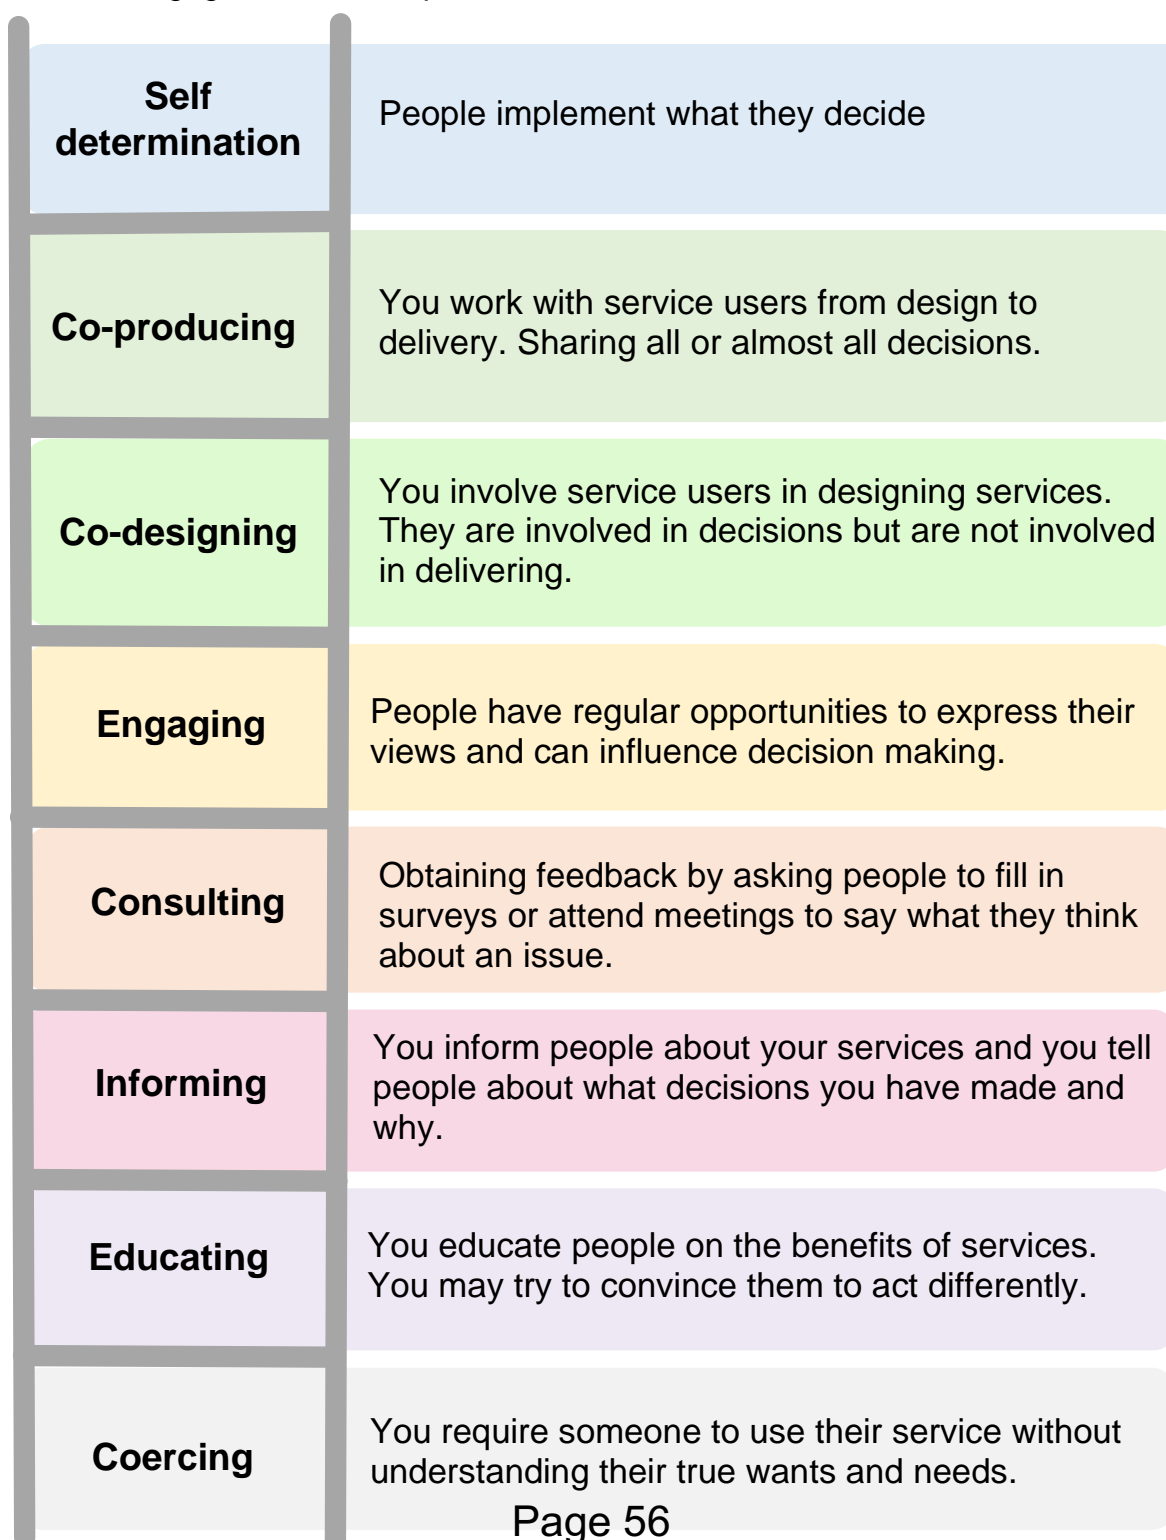 Self
determination
People implement what they decide
Co-producing
You work with service users from design to
delivery. Sharing all or almost all decisions.
Co-designing
You involve service users in designing services.
They are involved in decisions but are not involved
in delivering.
Engaging
People have regular opportunities to express their
views and can influence decision making.
Consulting
Obtaining feedback by asking people to fill in
surveys or attend meetings to say what they think
about an issue.
Informing
You inform people about your services and you tell
people about what decisions you have made and
why.
Educating
You educate people on the benefits of services.
You may try to convince them to act differently.
Coercing
You require someone to use their service without
understanding their true wants and needs.
Page 56